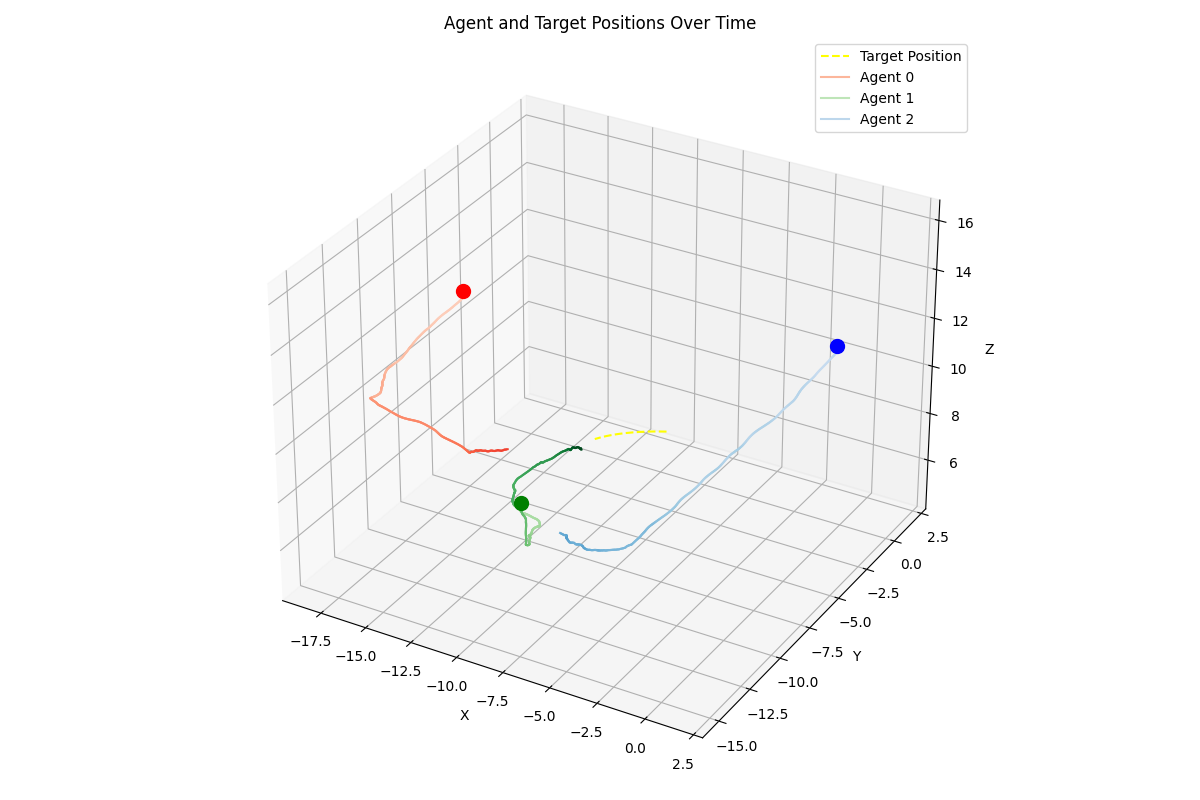 Agent and Target Positions Over Time
Target Position
Agent 0
Agent 1
Agent 2
16
14
12
10
8
6
Z
2.5
0.0
−2.5
−5.0
−7.5
−10.0
−12.5
−15.0
Y
−17.5
−15.0
−12.5
−10.0
−7.5
−5.0
−2.5
0.0
2.5
X